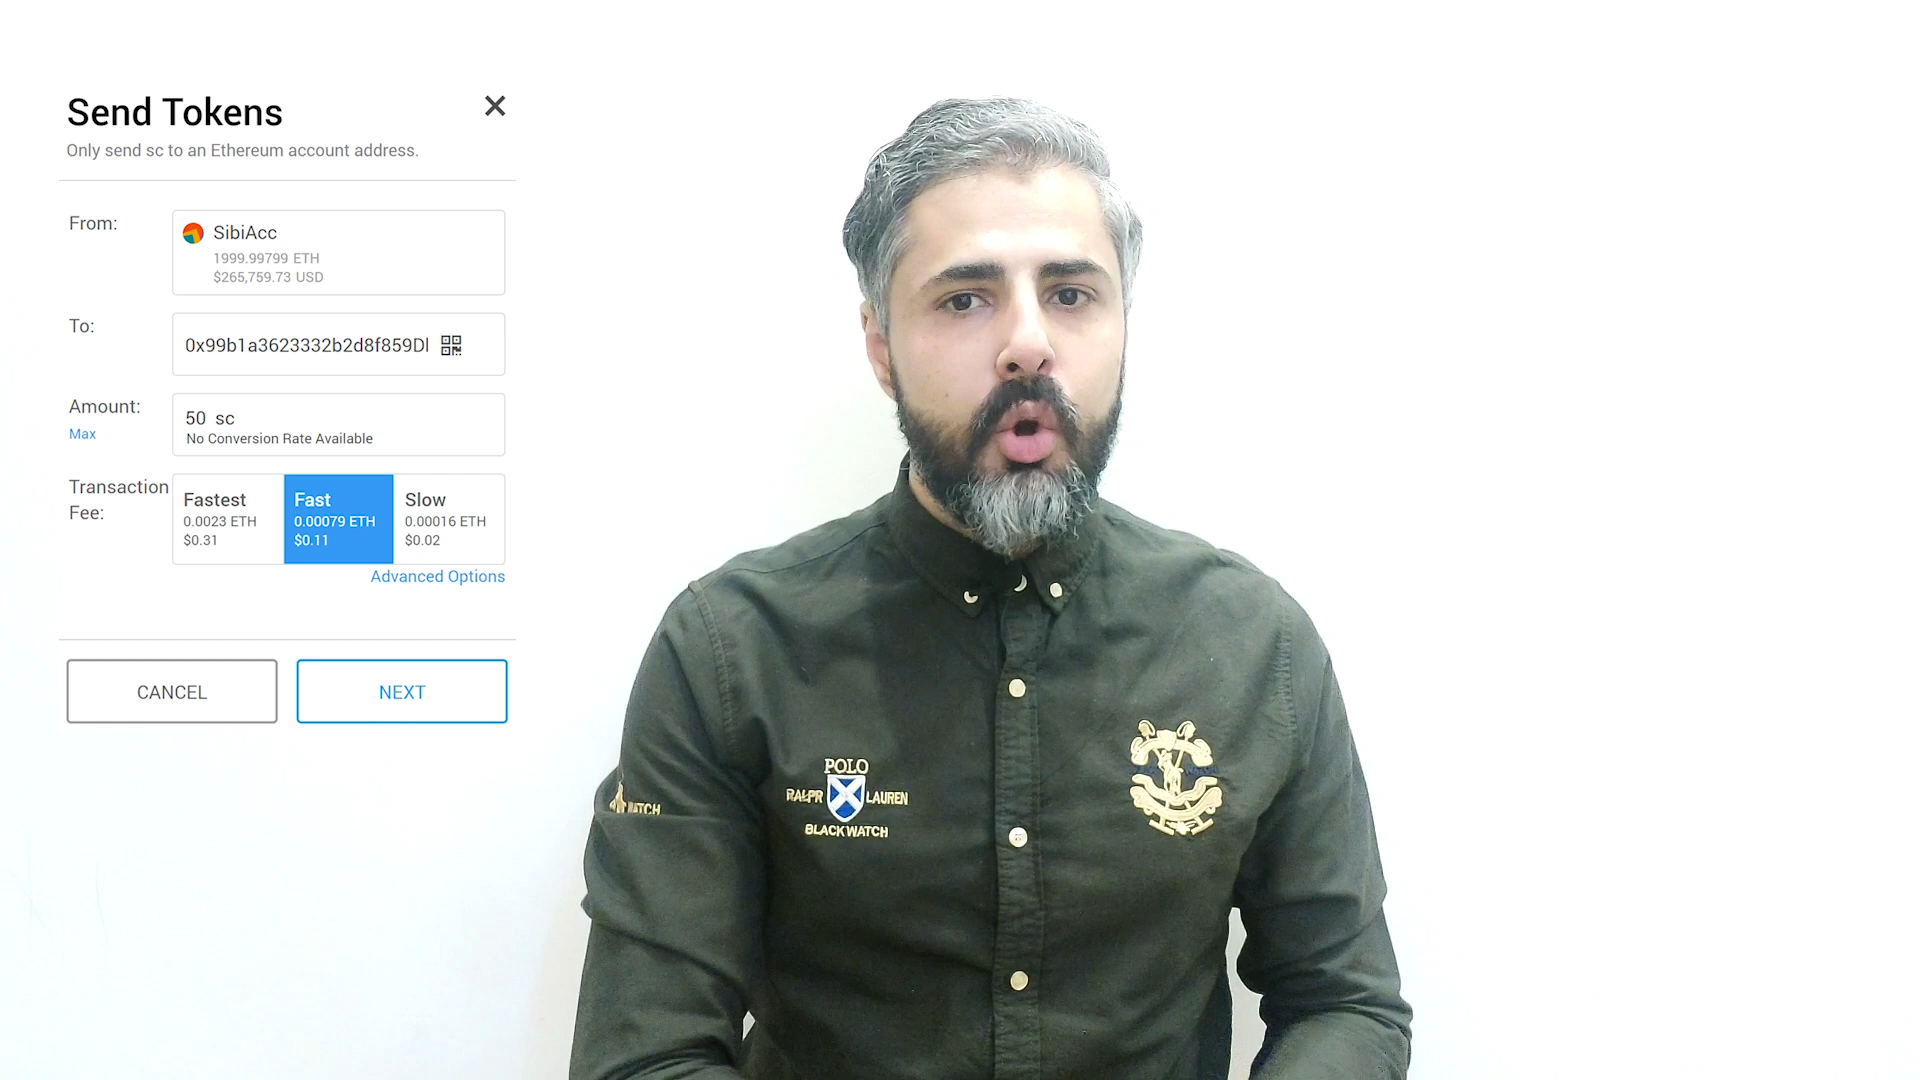 Send Tokens
Only send sc to an Ethereum account address.
From:
SibiAcc
1999.99799 ETH
$265,759.73 USD
To:
0x99b1a3623332b2d8f859Dl
Amount:
Max
50 sc
No Conversion Rate Available
Transaction
Fee:
Fastest
0.0023 ETH
$0.31
Fast
0.00079 ETH
$0.11
Slow
0.00016 ETH
$0.02
Advanced Options
CANCEL
NEXT
POLO
RALPR LAUREN
BLACK WATCH